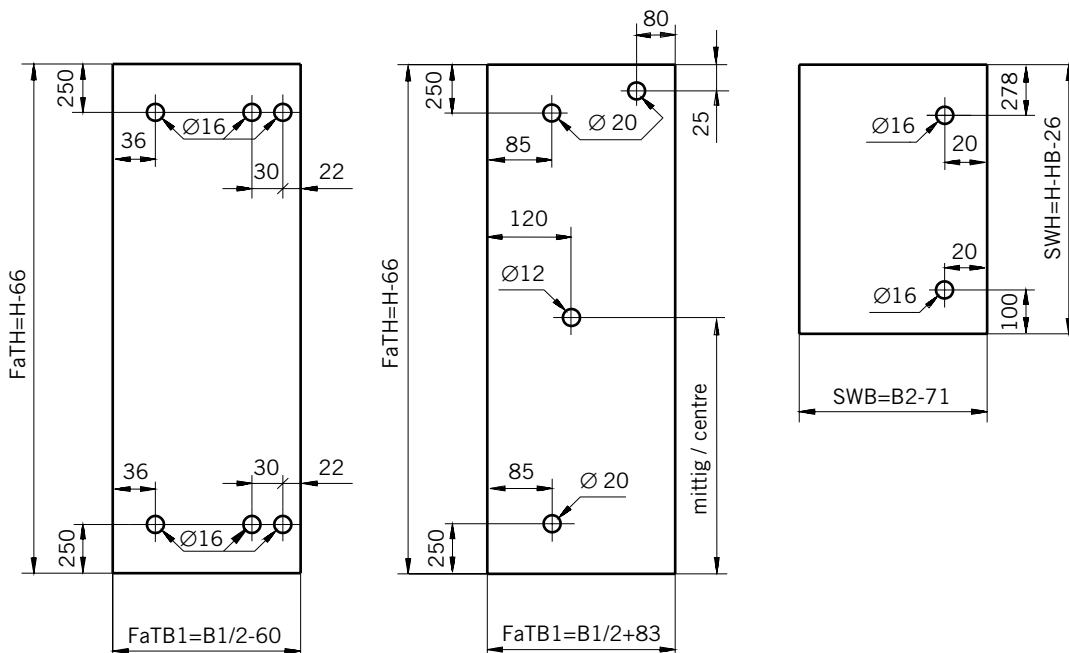 250
36
Ø16
30
22
FaTH=H-66
36
30
22
Ø16
250
FaTB1=B1/2-60
80
250
25
Ø 20
85
120
Ø12
FaTH=H-66
mittig / centre
85
Ø 20
250
FaTB1=B1/2+83
278
Ø16
20
SWH=H-HB-26
20
Ø16
100
SWB=B2-71